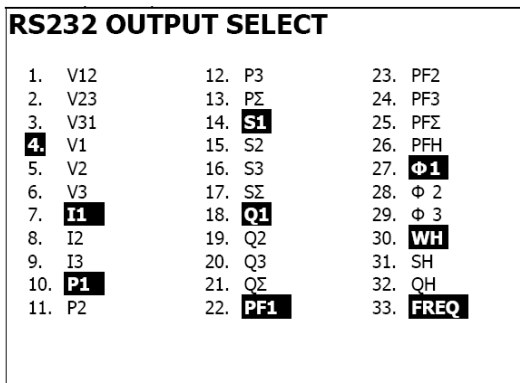 RS232 OUTPUT SELECT
1. V12
2. V23
3. V31
4. V1
5. V2
6. V3
7. I1
8. I2
9. I3
10. P1
11. P2
12. P3
13. PΣ
14. S1
15. S2
16. S3
17. SΣ
18. Q1
19. Q2
20. Q3
21. QΣ
22. PF1
23. PF2
24. PF3
25. PFΣ
26. PFH
27. Φ1
28. Φ 2
29. Φ 3
30. WH
31. SH
32. QH
33. FREQ